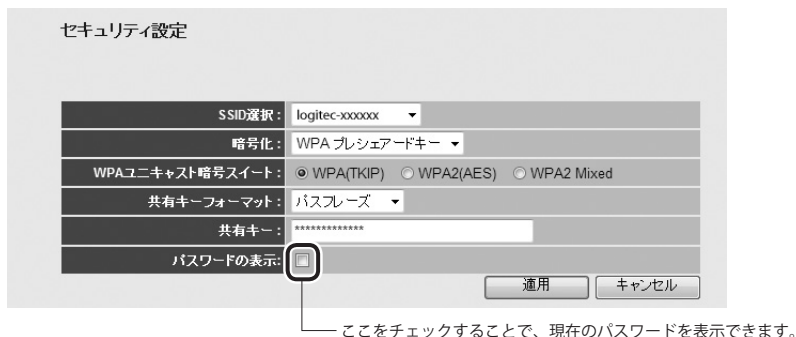 セキュリティ設定
SSID選択： logitec-xxxxxx
暗号化： WPA プレシェアードキー
WPAユニキャスト暗号スイート： WPA(TKIP) WPA2(AES) WPA2 Mixed
共有キーフォーマット： パスフレーズ
共有キー： *************
パスワードの表示:
適用 キャンセル
ここをチェックすることで、現在のパスワードを表示できます。